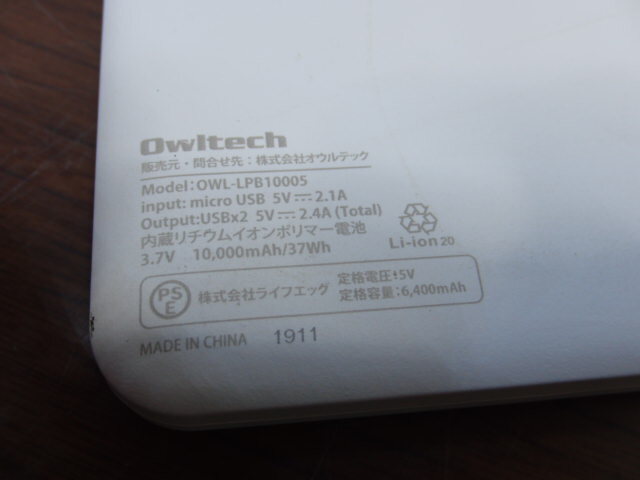 Owltech
販売元・問合せ先：株式会社オウルテック
Model:OWL-LPB10005
input: micro USB 5V⎓2.1A
Output:USBx2 5V⎓2.4A (Total)
内蔵リチウムイオンポリマー電池
3.7V 10,000mAh/37Wh
Li-ion 20
PSE
株式会社ライフエッグ
定格電圧：5V
定格容量：6,400mAh
MADE IN CHINA 1911